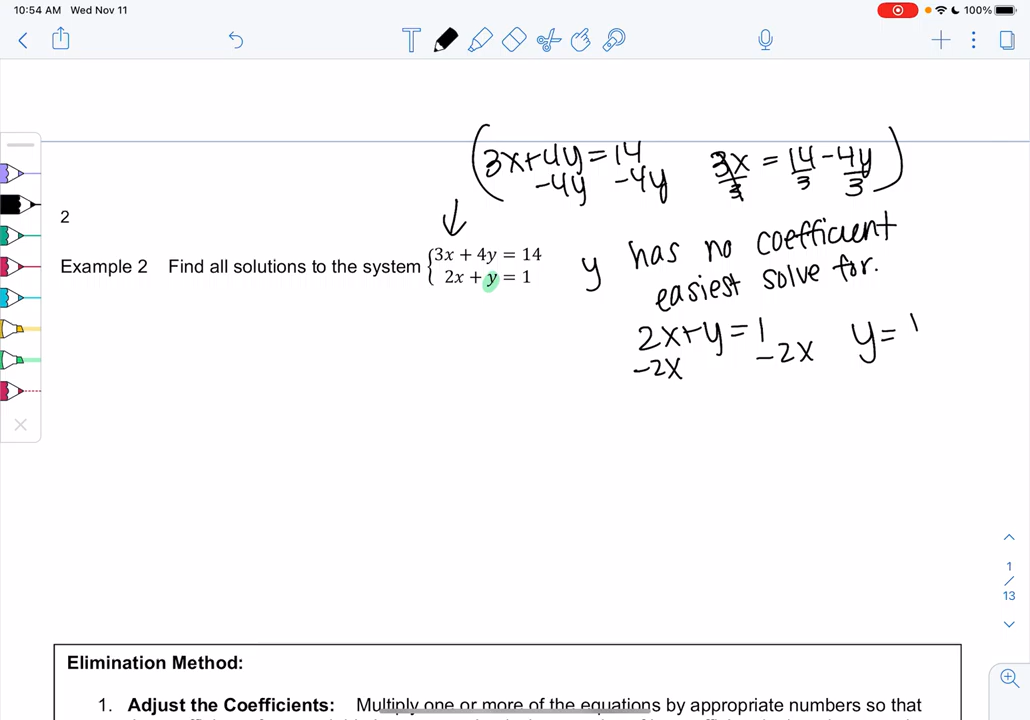 10:54 AM Wed Nov 11
100%
T
3x+4y=14 3x = 14-4y
-4y -4y 3 3 3
2
Example 2 Find all solutions to the system {3x + 4y = 14
2x + y = 1
y has no coefficient
easiest solve for.
2x+y=1 y= 1
-2x -2x
1
/
13
Elimination Method:
1. Adjust the Coefficients: Multiply one or more of the equations by appropriate numbers so that